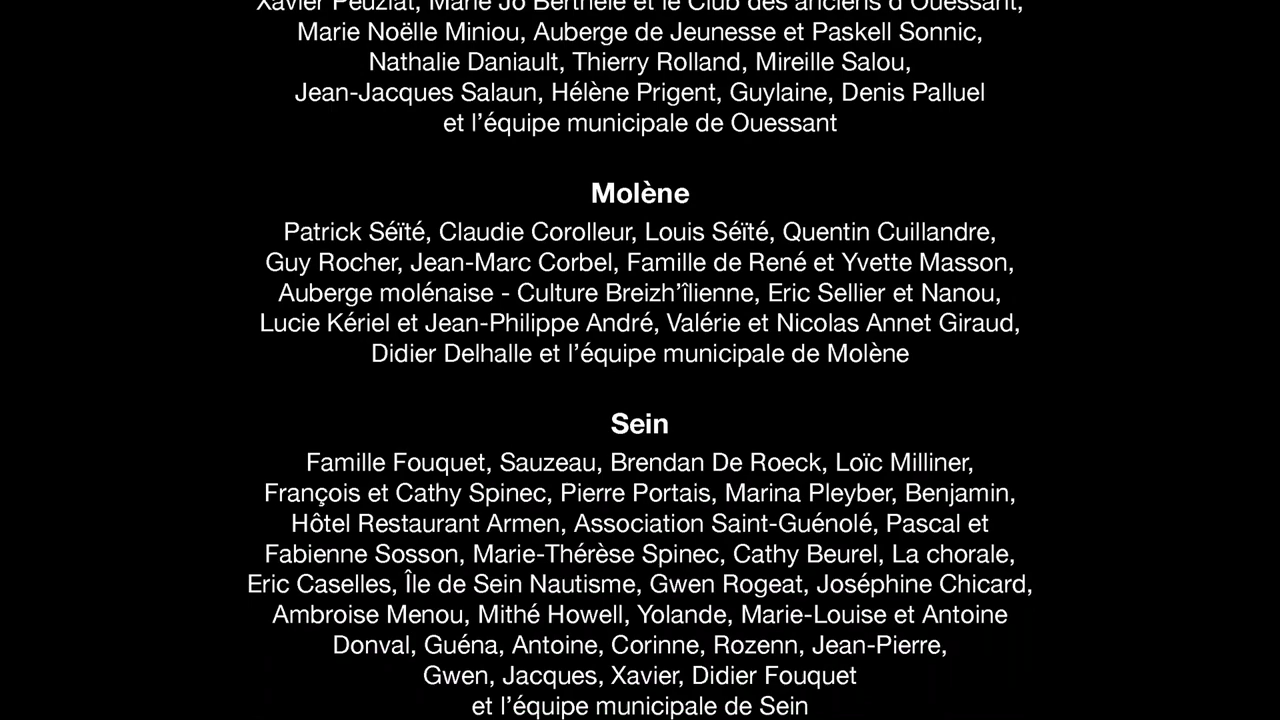 Xavier Peuziat, Marie Jo Berthelé et le Club des anciens d'Ouessant,
Marie Noëlle Miniou, Auberge de Jeunesse et Paskell Sonnic,
Nathalie Daniault, Thierry Rolland, Mireille Salou,
Jean-Jacques Salaun, Hélène Prigent, Guylaine, Denis Palluel
et l’équipe municipale de Ouessant
Molène
Patrick Séïté, Claudie Corolleur, Louis Séïté, Quentin Cuillandre,
Guy Rocher, Jean-Marc Corbel, Famille de René et Yvette Masson,
Auberge molénaise - Culture Breizh’îlienne, Eric Sellier et Nanou,
Lucie Kériel et Jean-Philippe André, Valérie et Nicolas Annet Giraud,
Didier Delhalle et l’équipe municipale de Molène
Sein
Famille Fouquet, Sauzeau, Brendan De Roeck, Loïc Milliner,
François et Cathy Spinec, Pierre Portais, Marina Pleyber, Benjamin,
Hôtel Restaurant Armen, Association Saint-Guénolé, Pascal et
Fabienne Sosson, Marie-Thérèse Spinec, Cathy Beurel, La chorale,
Eric Caselles, Île de Sein Nautisme, Gwen Rogeat, Joséphine Chicard,
Ambroise Menou, Mithé Howell, Yolande, Marie-Louise et Antoine
Donval, Guéna, Antoine, Corinne, Rozenn, Jean-Pierre,
Gwen, Jacques, Xavier, Didier Fouquet
et l’équipe municipale de Sein